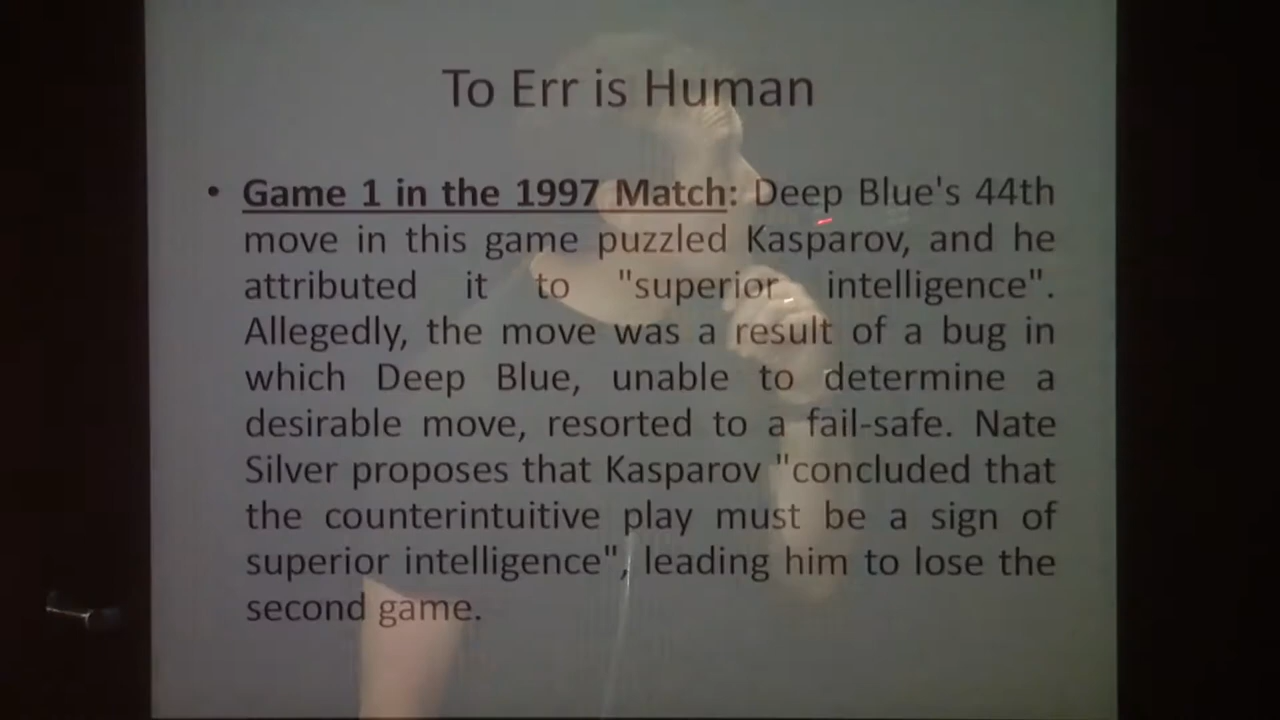 To Err is Human
• Game 1 in the 1997 Match: Deep Blue's 44th
move in this game puzzled Kasparov, and he
attributed it to "superior intelligence".
Allegedly, the move was a result of a bug in
which Deep Blue, unable to determine a
desirable move, resorted to a fail-safe. Nate
Silver proposes that Kasparov "concluded that
the counterintuitive play must be a sign of
superior intelligence", leading him to lose the
second game.